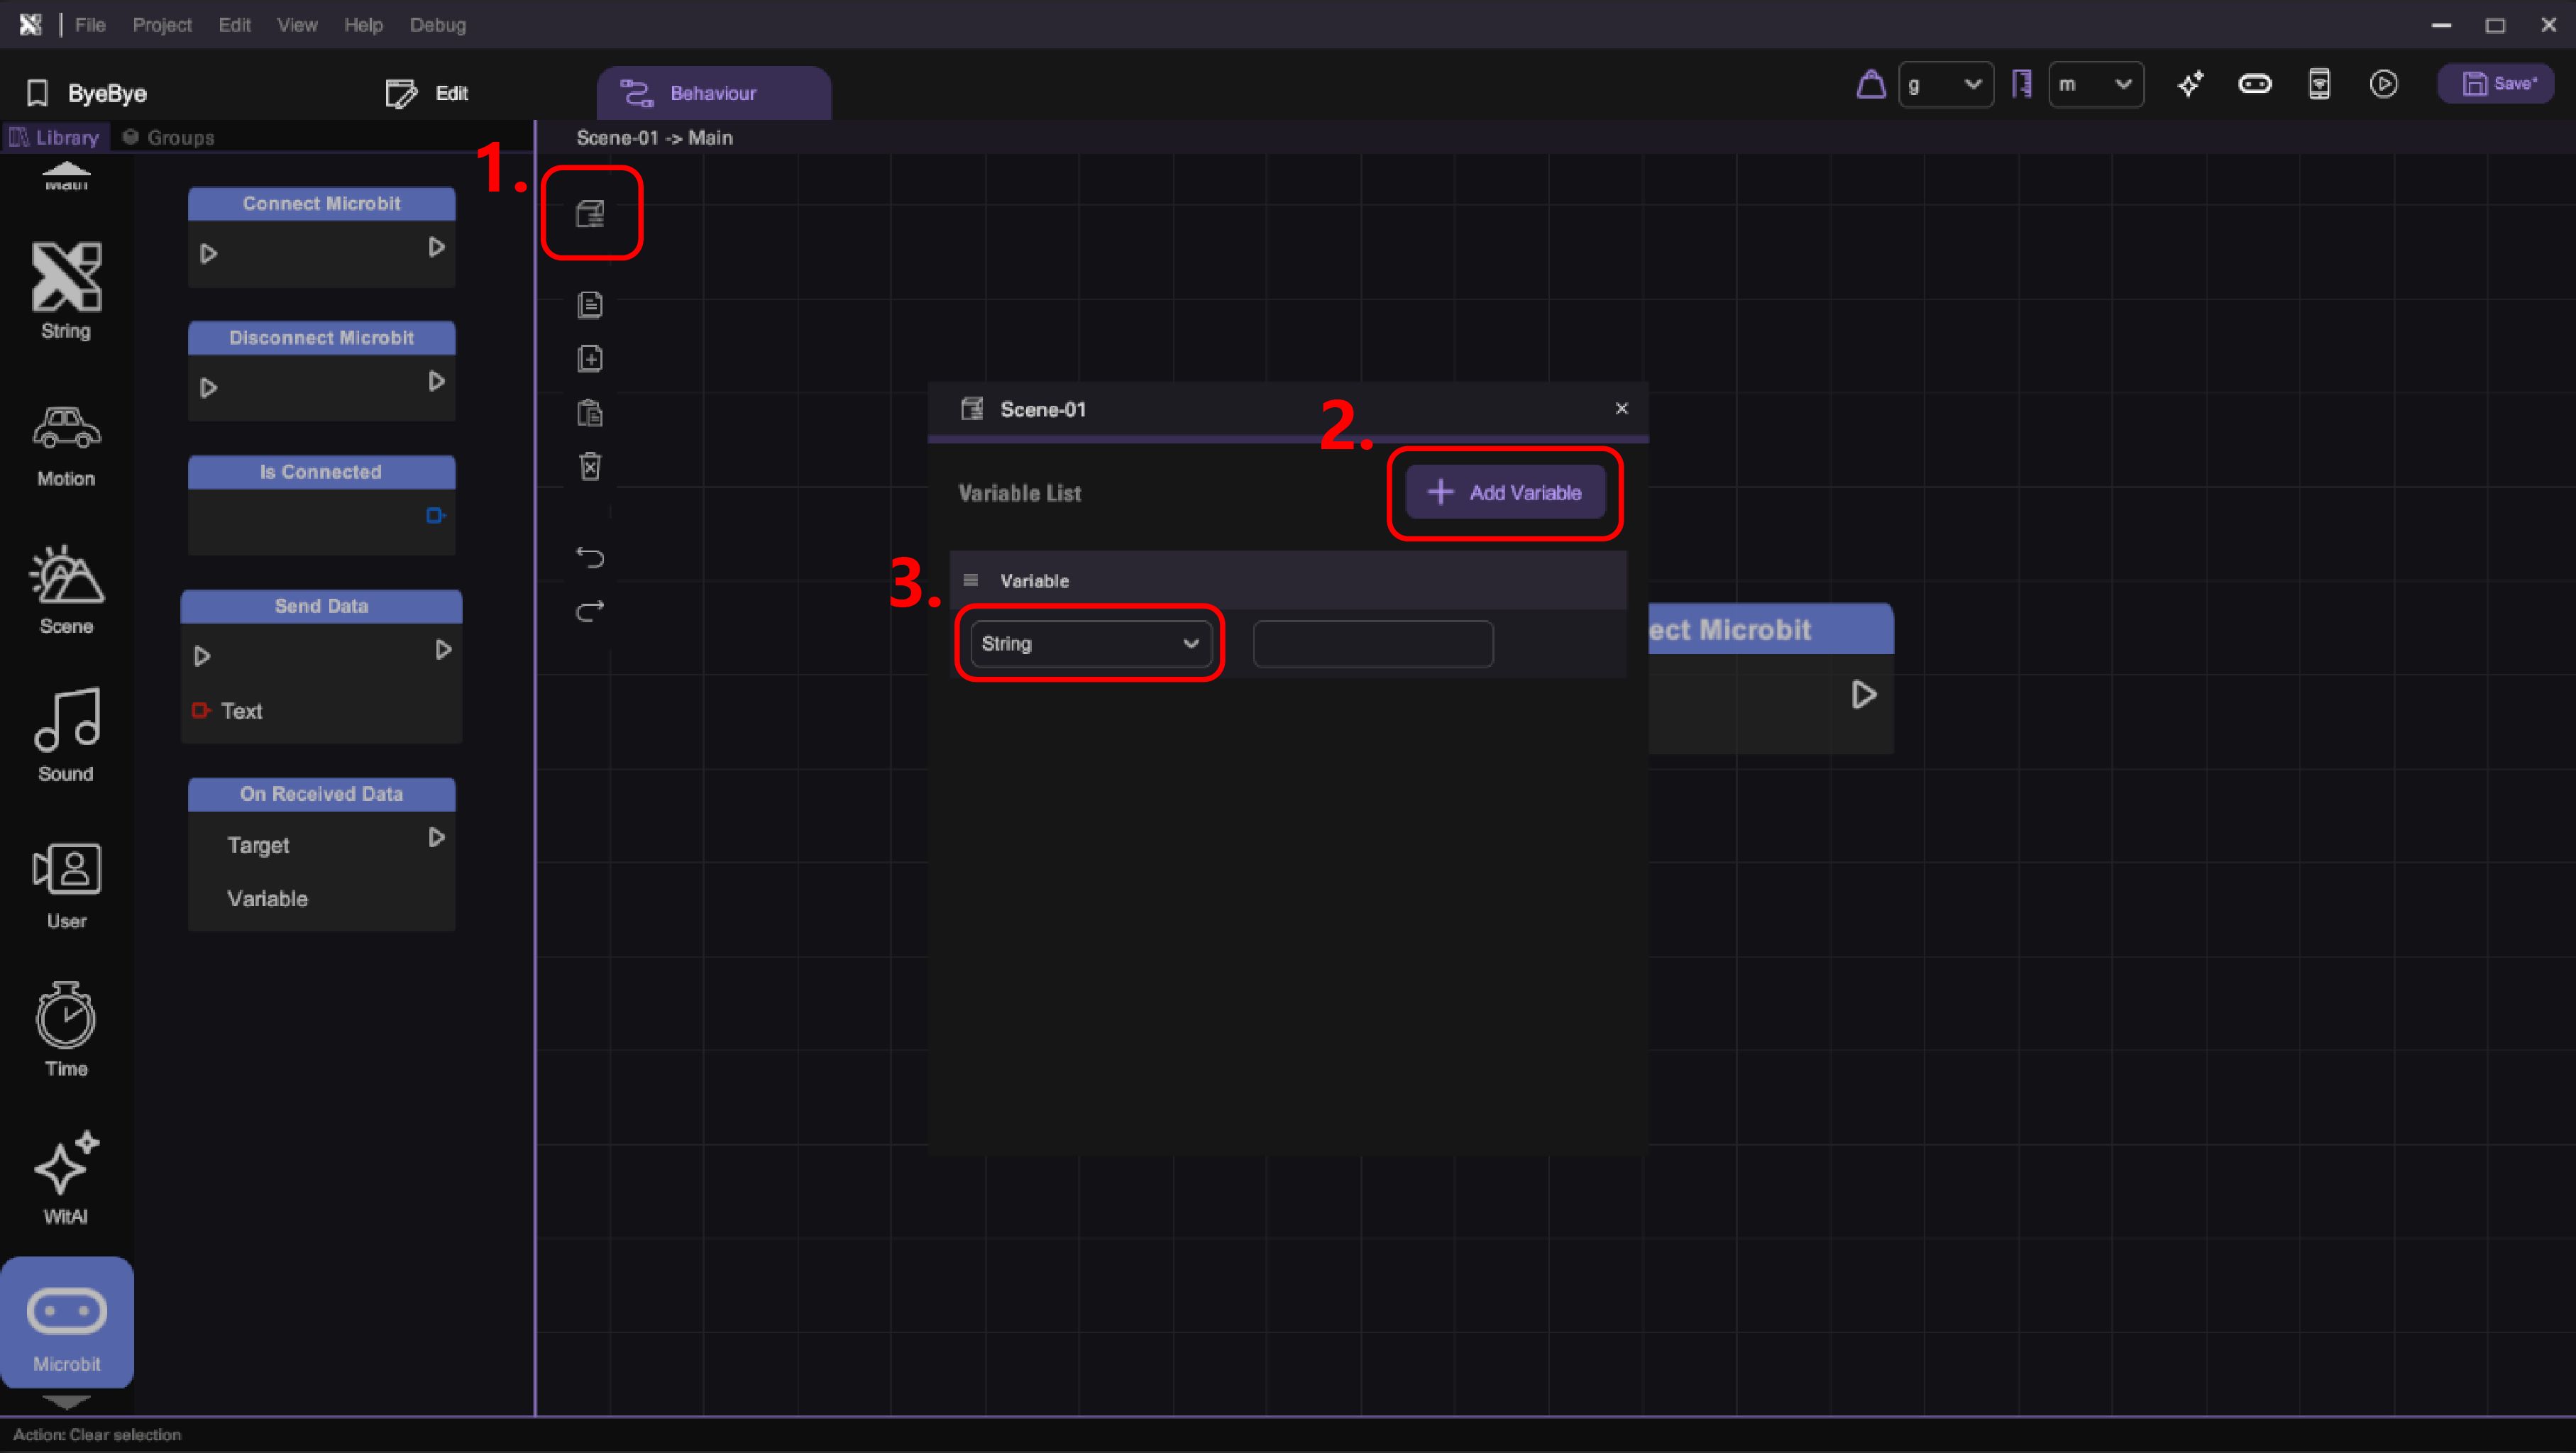 File Project Edit View Help Debug
ByeBye Edit Behaviour g m Save*
Library Groups Scene-01 -> Main
1.
Maui
Connect Microbit
String
Disconnect Microbit
Motion
Is Connected
Scene
Send Data
Text
Sound
On Received Data
Target
Variable
User
Time
WitAI
Microbit
Scene-01
2.
Variable List + Add Variable
3.
Variable
String
ect Microbit
Action: Clear selection